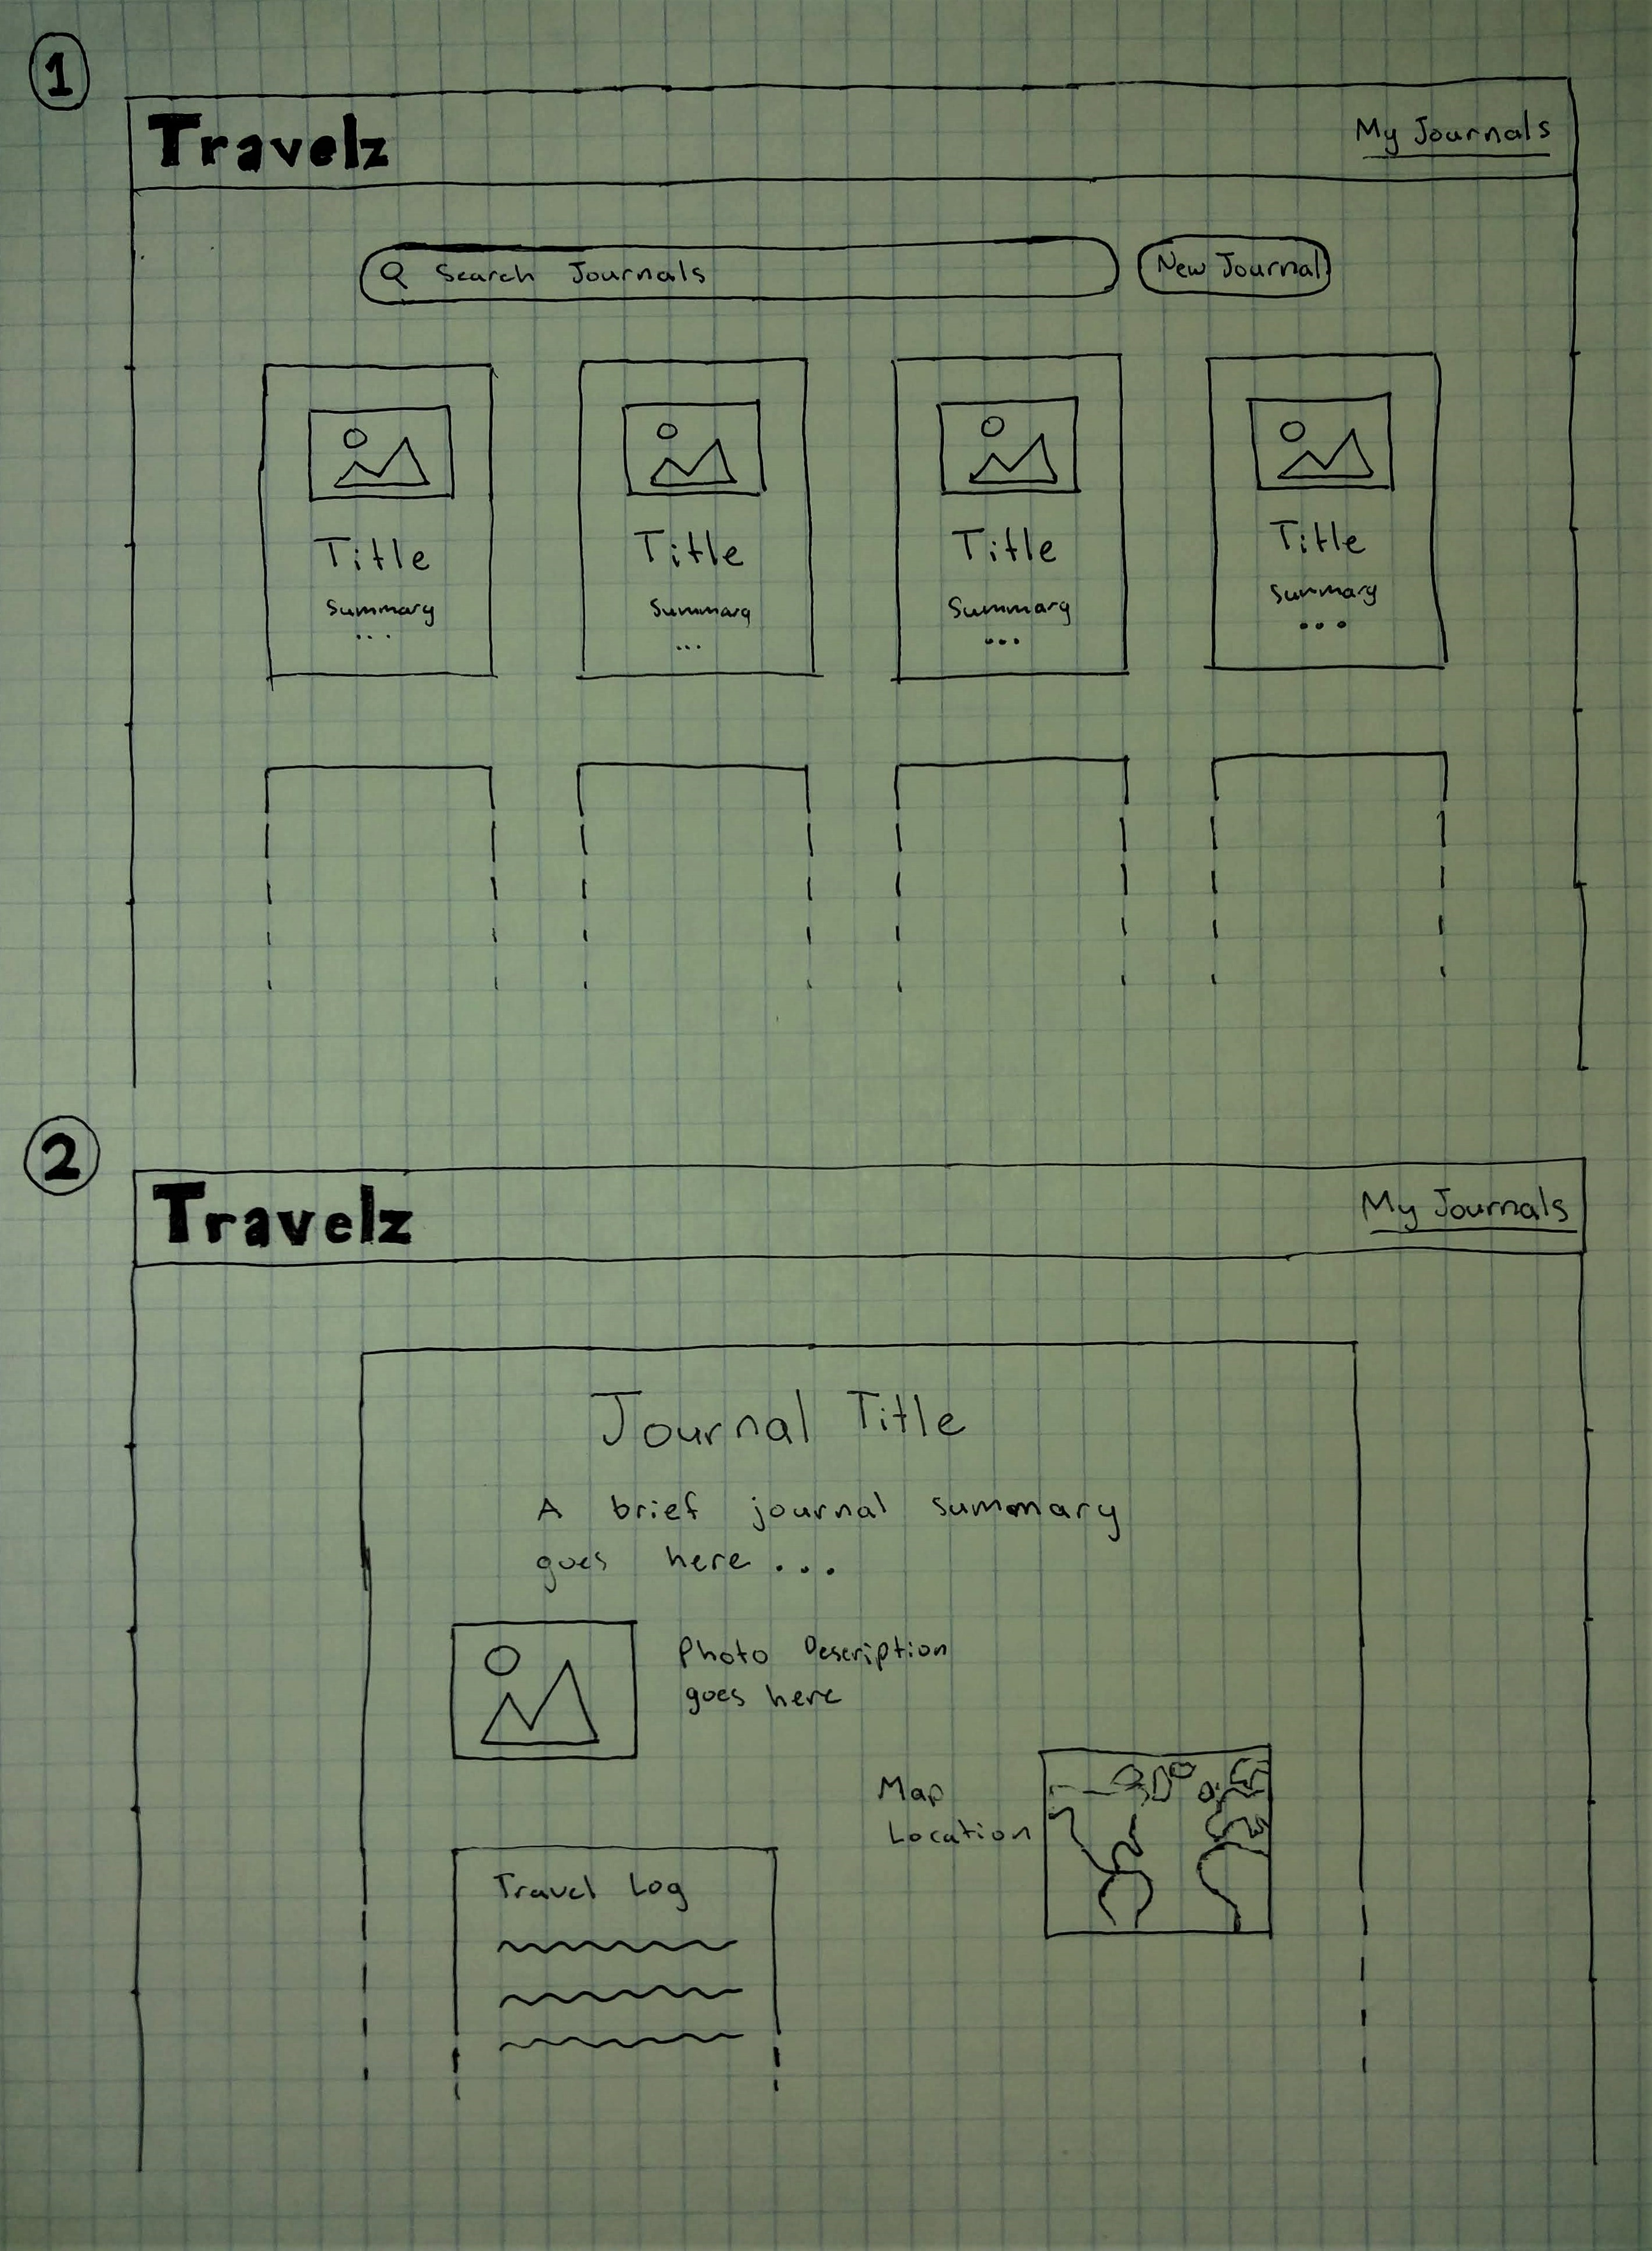 1
Travelz
My Journals
Search Journals
New Journal
Title
Summary
...
Title
Summary
...
Title
Summary
...
Title
Summary
...
2
Travelz
My Journals
Journal Title
A brief journal summary
goes here...
Photo Description
goes here
Map
Location
Travel Log